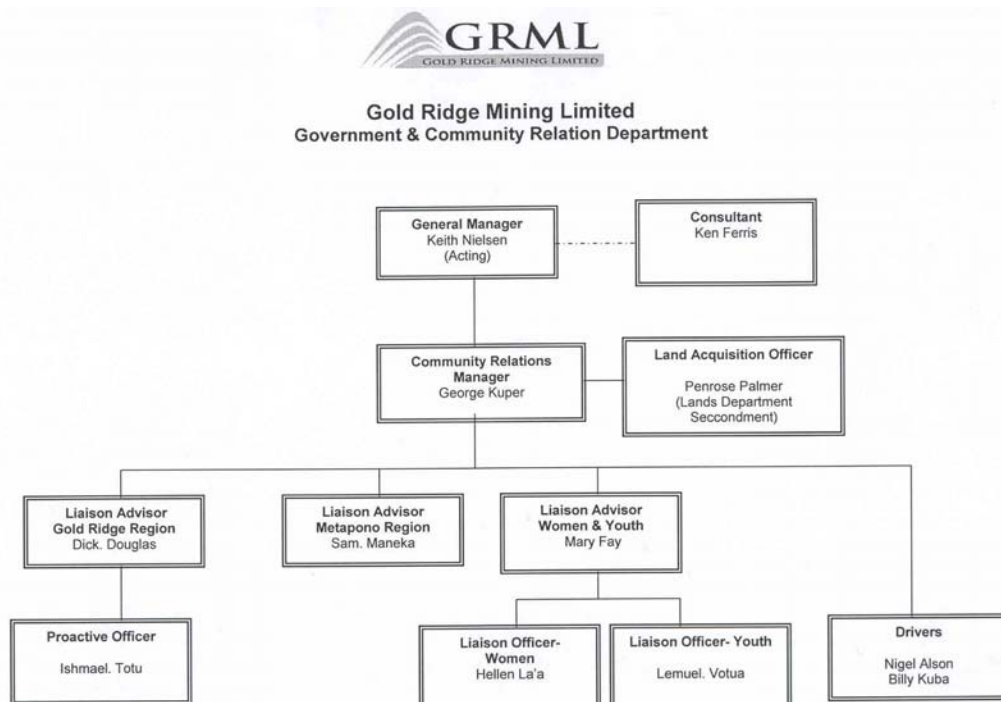 GRML
GOLD RIDGE MINING LIMITED
Gold Ridge Mining Limited
Government & Community Relation Department
General Manager
Keith Nielsen
(Acting)
Consultant
Ken Ferris
Community Relations
Manager
George Kuper
Land Acquisition Officer
Penrose Palmer
(Lands Department
Seccondment)
Liaison Advisor
Gold Ridge Region
Dick. Douglas
Liaison Advisor
Metapono Region
Sam. Maneka
Liaison Advisor
Women & Youth
Mary Fay
Proactive Officer
Ishmael. Totu
Liaison Officer-
Women
Hellen La'a
Liaison Officer- Youth
Lemuel. Votua
Drivers
Nigel Alson
Billy Kuba